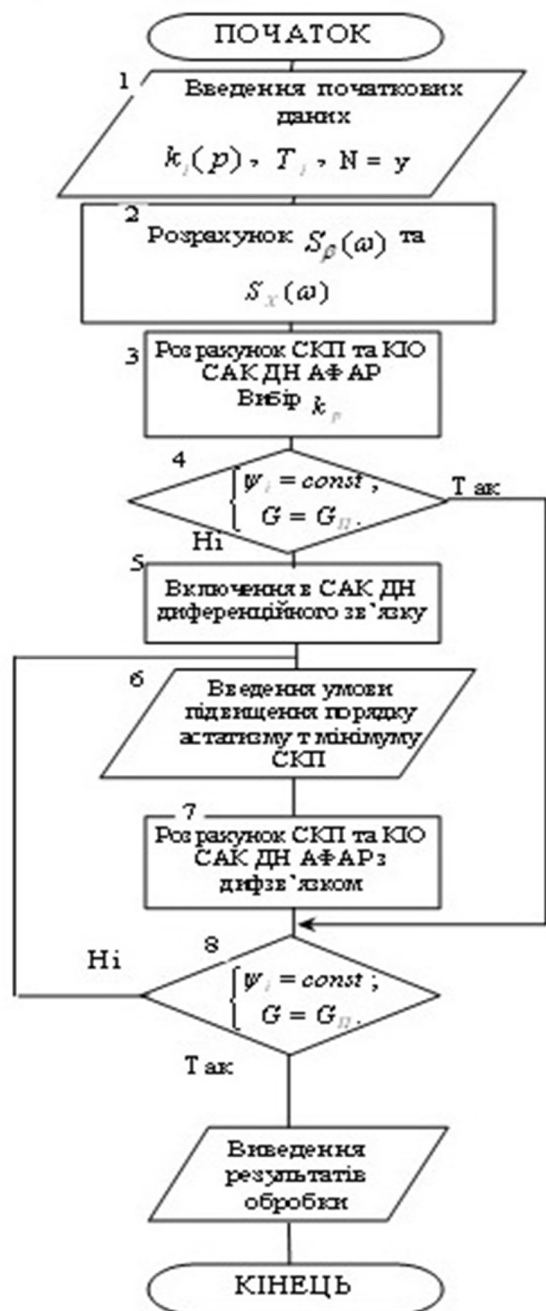 ПОЧАТОК
1
Введення початкових
даних
k_i(p), T_i, N = y
2
Розрахунок S_β(ω) та
S_X(ω)
3
Розрахунок СКП та КІО
САК ДН АФАР
Вибір k_p
4
ψ_i = const ;
G = G_П.
Так
Ні
5
Включення в САК ДН
диференційного зв'язку
6
Введення умови
підвищення порядку
астатизму т мінімуму
СКП
7
Розрахунок СКП та КІО
САК ДН АФАР з
дифзв'язком
8
Ні
ψ_i = const ;
G = G_П.
Так
Виведення
результатів
обробки
КІНЕЦЬ